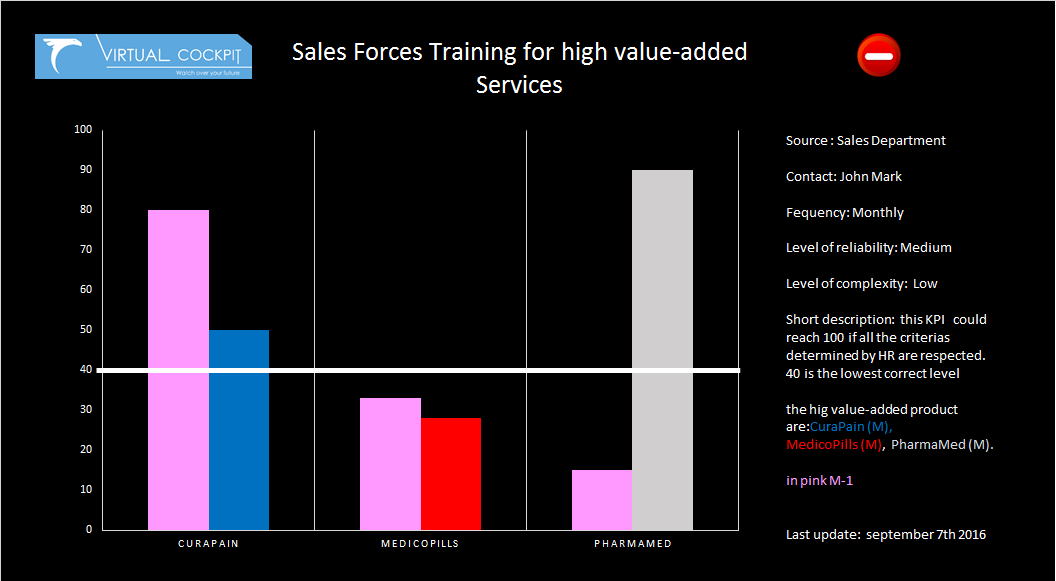 VIRTUAL COCKPIT
Watch over your future
Sales Forces Training for high value-added
Services
100
90
80
70
60
50
40
30
20
10
0
CURAPAIN
MEDICOPILLS
PHARMAMED
Source : Sales Department
Contact: John Mark
Fequency: Monthly
Level of reliability: Medium
Level of complexity: Low
Short description: this KPI could
reach 100 if all the criterias
determined by HR are respected.
40 is the lowest correct level
the hig value-added product
are:CuraPain (M),
MedicoPills (M), PharmaMed (M).
in pink M-1
Last update: september 7th 2016